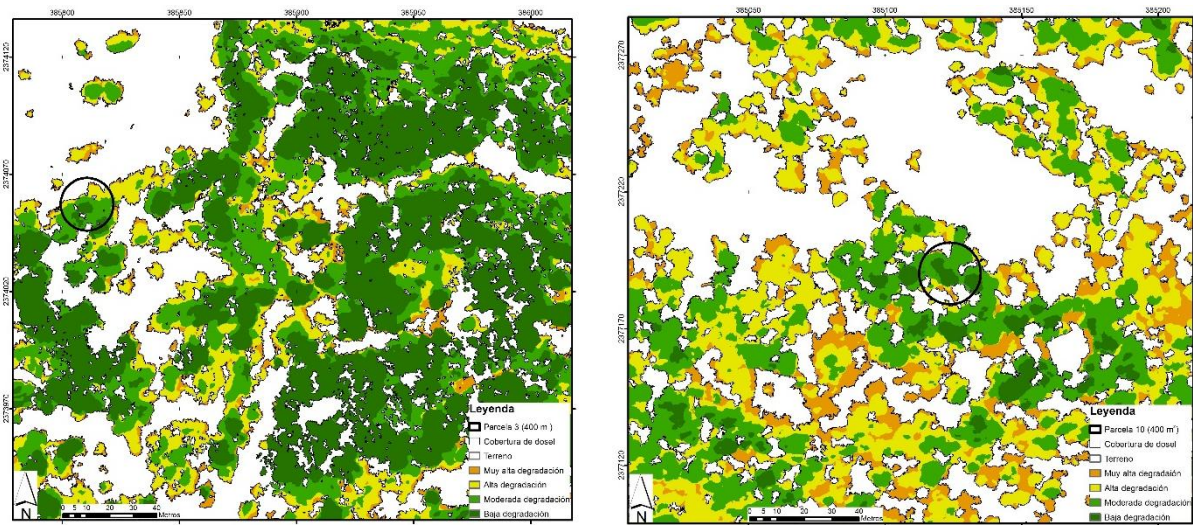 385800 385850 385900 385950 386000
2374120
2374070
2374020
2373970
Leyenda
Parcela 3 (400 m )
Cobertura de dosel
Terreno
Muy alta degradación
Alta degradación
Moderada degradación
Baja degradación
N
0 5 10 20 30 40
Metros
385050 385100 385150 385200
2377270
2377220
2377170
2377120
Leyenda
Parcela 10 (400 m²)
Cobertura de dosel
Terreno
Muy alta degradación
Alta degradación
Moderada degradación
Baja degradación
N
0 5 10 20 30 40
Metros